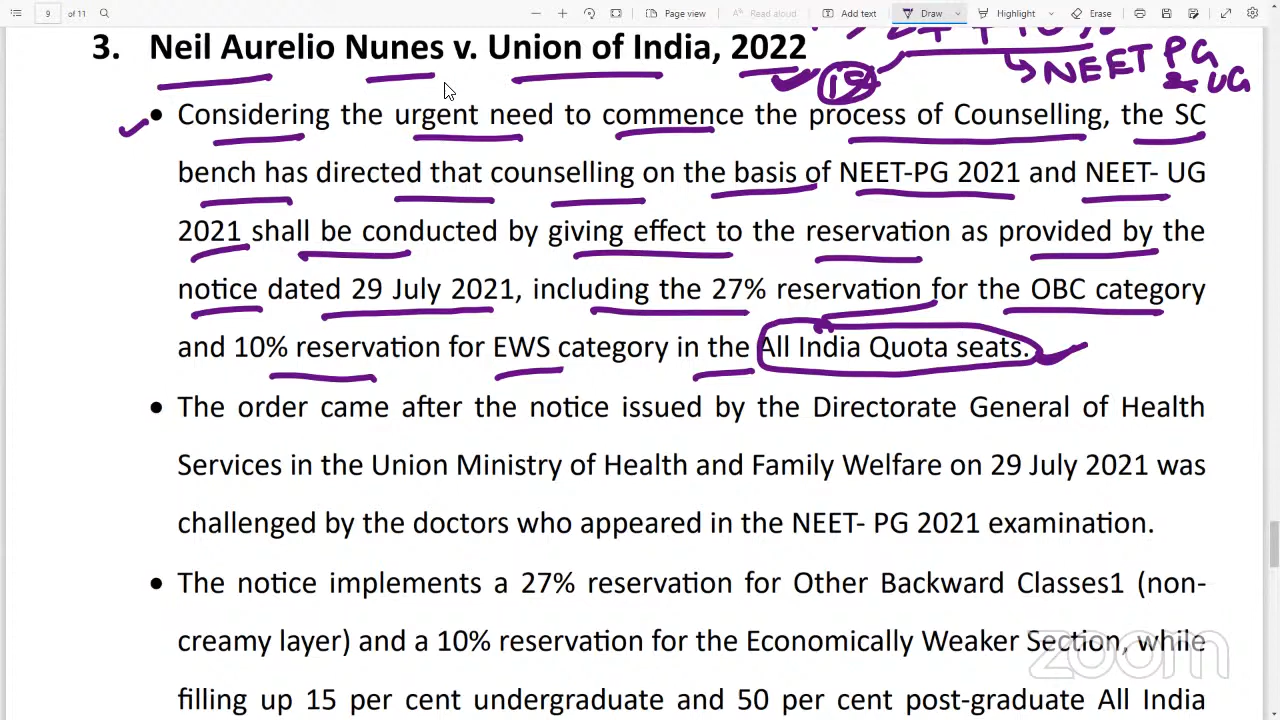 9 of 11 Page view Read aloud Add text Draw Highlight Erase
3. Neil Aurelio Nunes v. Union of India, 2022
NEET PG
& UG
• Considering the urgent need to commence the process of Counselling, the SC
bench has directed that counselling on the basis of NEET-PG 2021 and NEET- UG
2021 shall be conducted by giving effect to the reservation as provided by the
notice dated 29 July 2021, including the 27% reservation for the OBC category
and 10% reservation for EWS category in the All India Quota seats.
• The order came after the notice issued by the Directorate General of Health
Services in the Union Ministry of Health and Family Welfare on 29 July 2021 was
challenged by the doctors who appeared in the NEET- PG 2021 examination.
• The notice implements a 27% reservation for Other Backward Classes1 (non-
creamy layer) and a 10% reservation for the Economically Weaker Section, while
filling up 15 per cent undergraduate and 50 per cent post-graduate All India
zoom